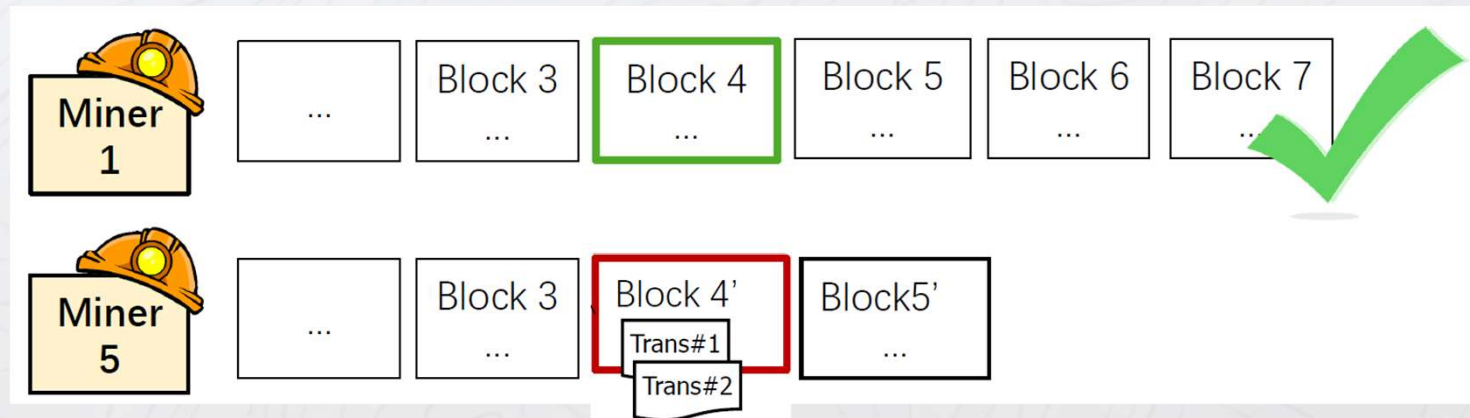 Miner
1
...
Block 3
...
Block 4
...
Block 5
...
Block 6
...
Block 7
...
Miner
5
...
Block 3
...
Block 4’
Trans#1
Trans#2
Block5’
...